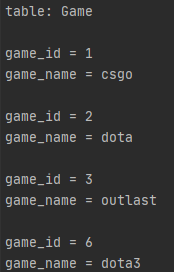 table: Game
game_id = 1
game_name = csgo
game_id = 2
game_name = dota
game_id = 3
game_name = outlast
game_id = 6
game_name = dota3